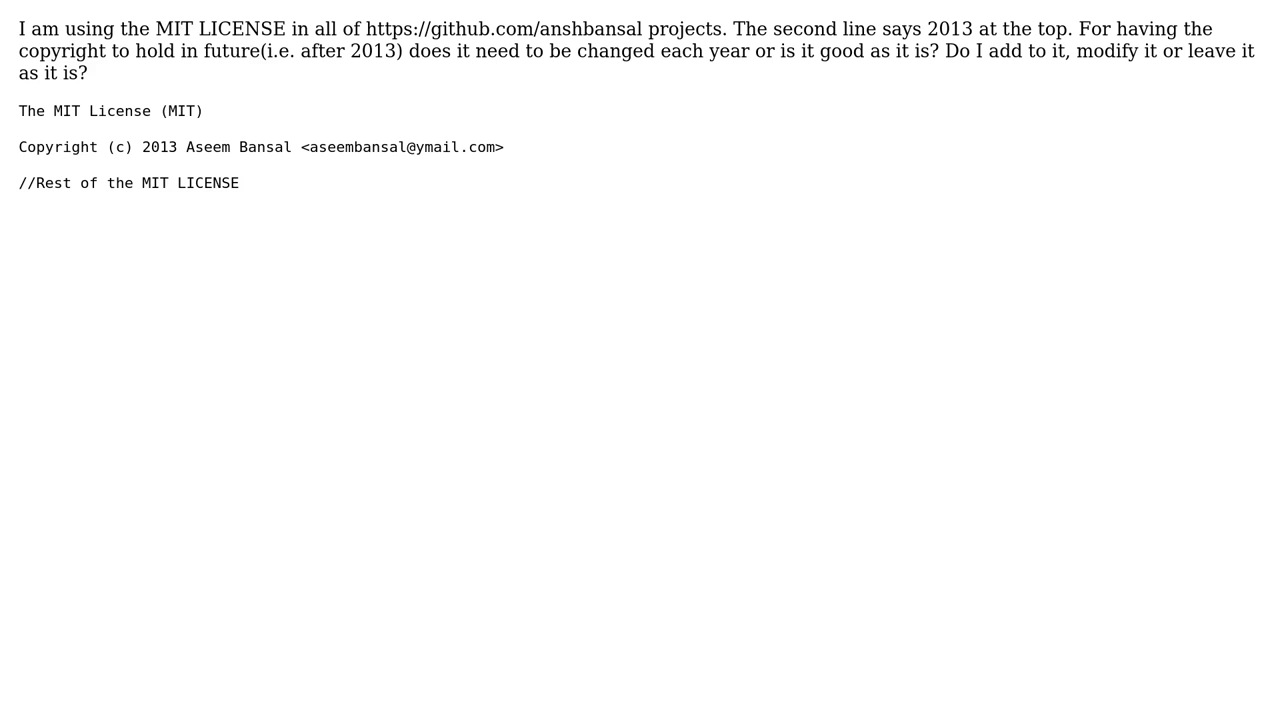 I am using the MIT LICENSE in all of https://github.com/anshbansal projects. The second line says 2013 at the top. For having the
copyright to hold in future(i.e. after 2013) does it need to be changed each year or is it good as it is? Do I add to it, modify it or leave it
as it is?
The MIT License (MIT)
Copyright (c) 2013 Aseem Bansal <aseembansal@ymail.com>
//Rest of the MIT LICENSE